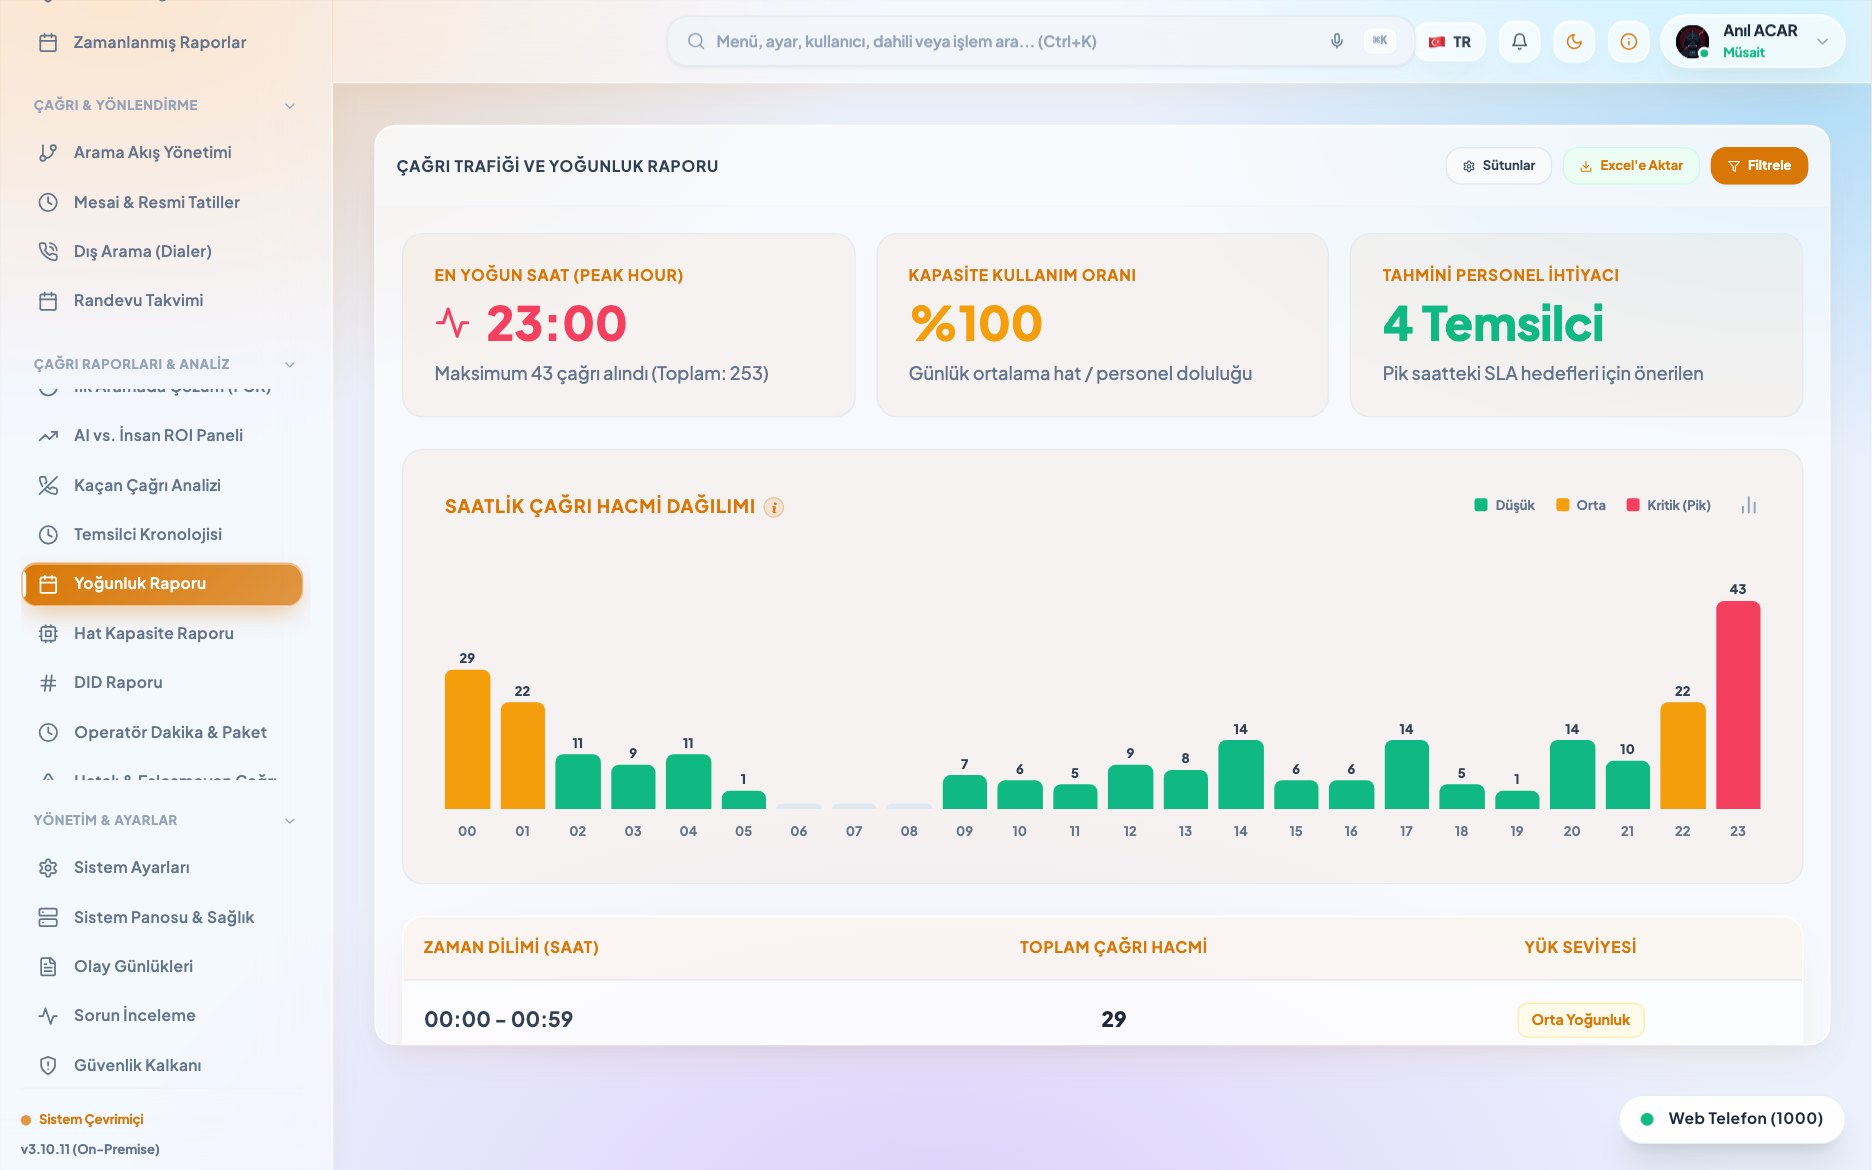 Zamanlanmış Raporlar
ÇAĞRI & YÖNLENDİRME
Arama Akış Yönetimi
Mesai & Resmi Tatiller
Dış Arama (Dialer)
Randevu Takvimi
ÇAĞRI RAPORLARI & ANALİZ
AI vs. İnsan ROI Paneli
Kaçan Çağrı Analizi
Temsilci Kronolojisi
Yoğunluk Raporu
Hat Kapasite Raporu
DID Raporu
Operatör Dakika & Paket
YÖNETİM & AYARLAR
Sistem Ayarları
Sistem Panosu & Sağlık
Olay Günlükleri
Sorun İnceleme
Güvenlik Kalkanı
Sistem Çevrimiçi
v3.10.11 (On-Premise)
Menü, ayar, kullanıcı, dahili veya işlem ara... (Ctrl+K)
⌘K
TR
Anıl ACAR
Müsait
ÇAĞRI TRAFİĞİ VE YOĞUNLUK RAPORU
Sütunlar
Excel'e Aktar
Filtrele
EN YOĞUN SAAT (PEAK HOUR)
23:00
Maksimum 43 çağrı alındı (Toplam: 253)
KAPASİTE KULLANIM ORANI
%100
Günlük ortalama hat / personel doluluğu
TAHMİNİ PERSONEL İHTİYACI
4 Temsilci
Pik saatteki SLA hedefleri için önerilen
SAATLİK ÇAĞRI HACMİ DAĞILIMI i
Düşük Orta Kritik (Pik)
29 22 11 9 11 1 7 6 5 9 8 14 6 6 14 5 1 14 10 22 43
00 01 02 03 04 05 06 07 08 09 10 11 12 13 14 15 16 17 18 19 20 21 22 23
ZAMAN DİLİMİ (SAAT) TOPLAM ÇAĞRI HACMİ YÜK SEVİYESİ
00:00 - 00:59 29 Orta Yoğunluk
Web Telefon (1000)